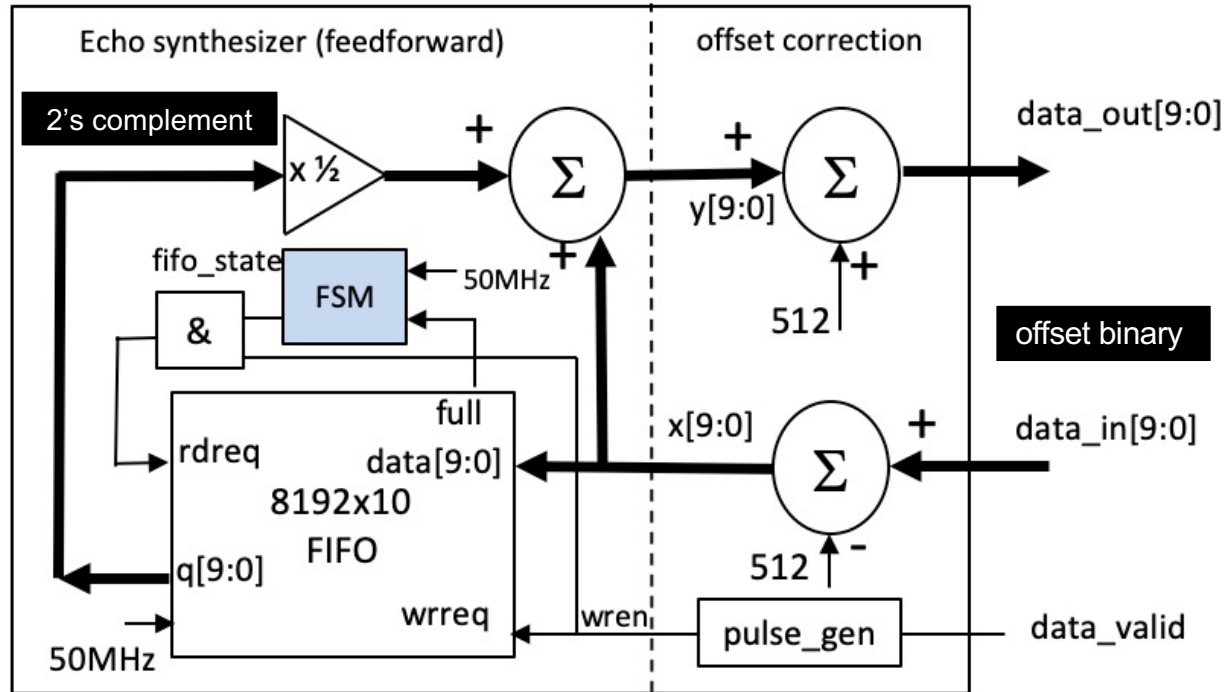 Echo synthesizer (feedforward)
offset correction
2's complement
x ½
+
Σ
+
+
y[9:0]
Σ
+
512
data_out[9:0]
fifo_state
FSM
50MHz
&
offset binary
full
rdreq
data[9:0]
8192x10
FIFO
q[9:0]
wrreq
50MHz
x[9:0]
+
Σ
-
512
data_in[9:0]
wren
pulse_gen
data_valid